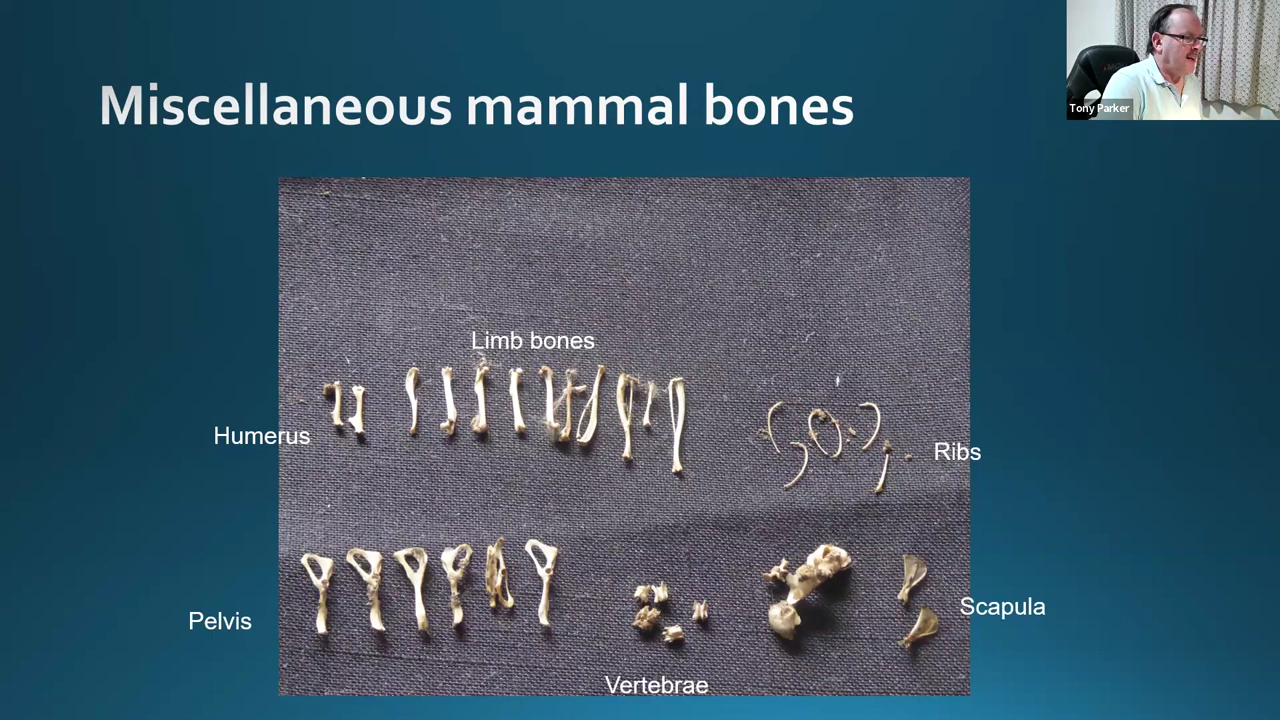 Miscellaneous mammal bones
Tony Parker
Limb bones
Humerus
Ribs
Pelvis
Scapula
Vertebrae